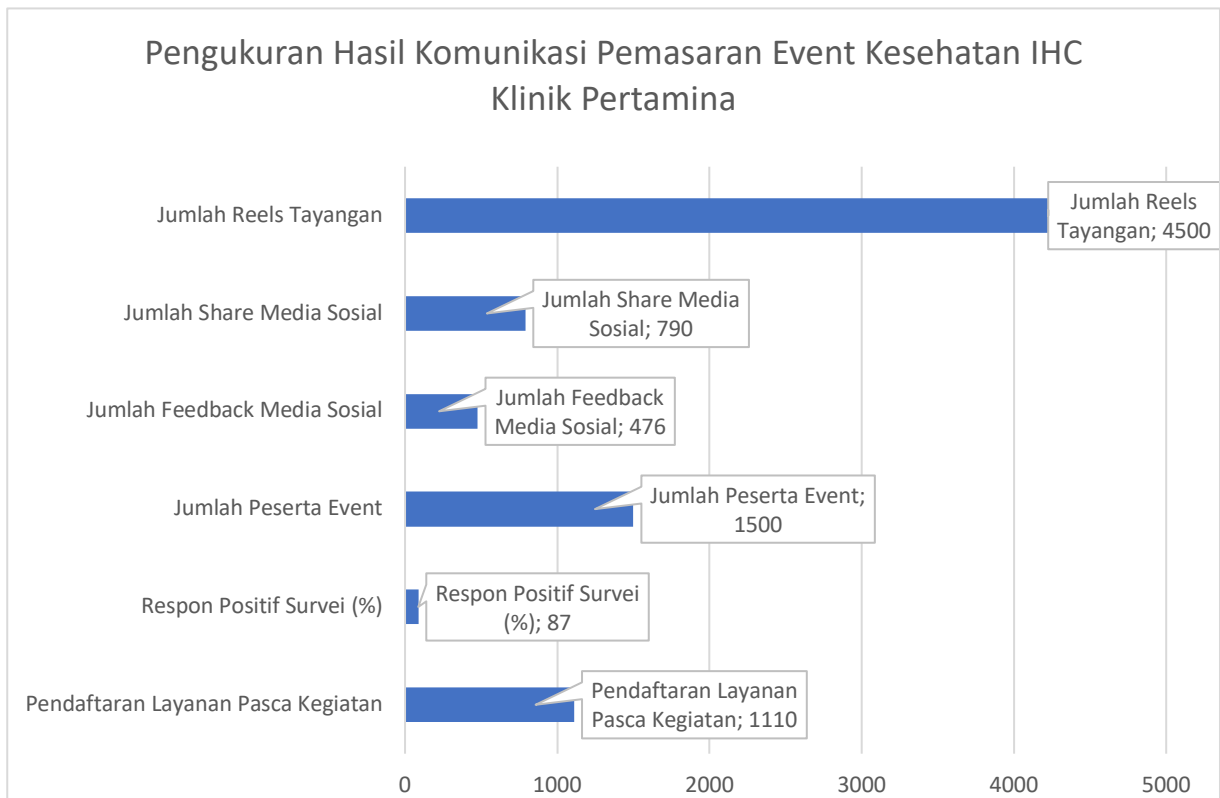 Pengukuran Hasil Komunikasi Pemasaran Event Kesehatan IHC
Klinik Pertamina
Jumlah Reels Tayangan
Jumlah Reels
Tayangan; 4500
Jumlah Share Media Sosial
Jumlah Share Media
Sosial; 790
Jumlah Feedback Media Sosial
Jumlah Feedback
Media Sosial; 476
Jumlah Peserta Event
Jumlah Peserta Event;
1500
Respon Positif Survei (%)
Respon Positif Survei
(%); 87
Pendaftaran Layanan Pasca Kegiatan
Pendaftaran Layanan
Pasca Kegiatan; 1110
0 1000 2000 3000 4000 5000